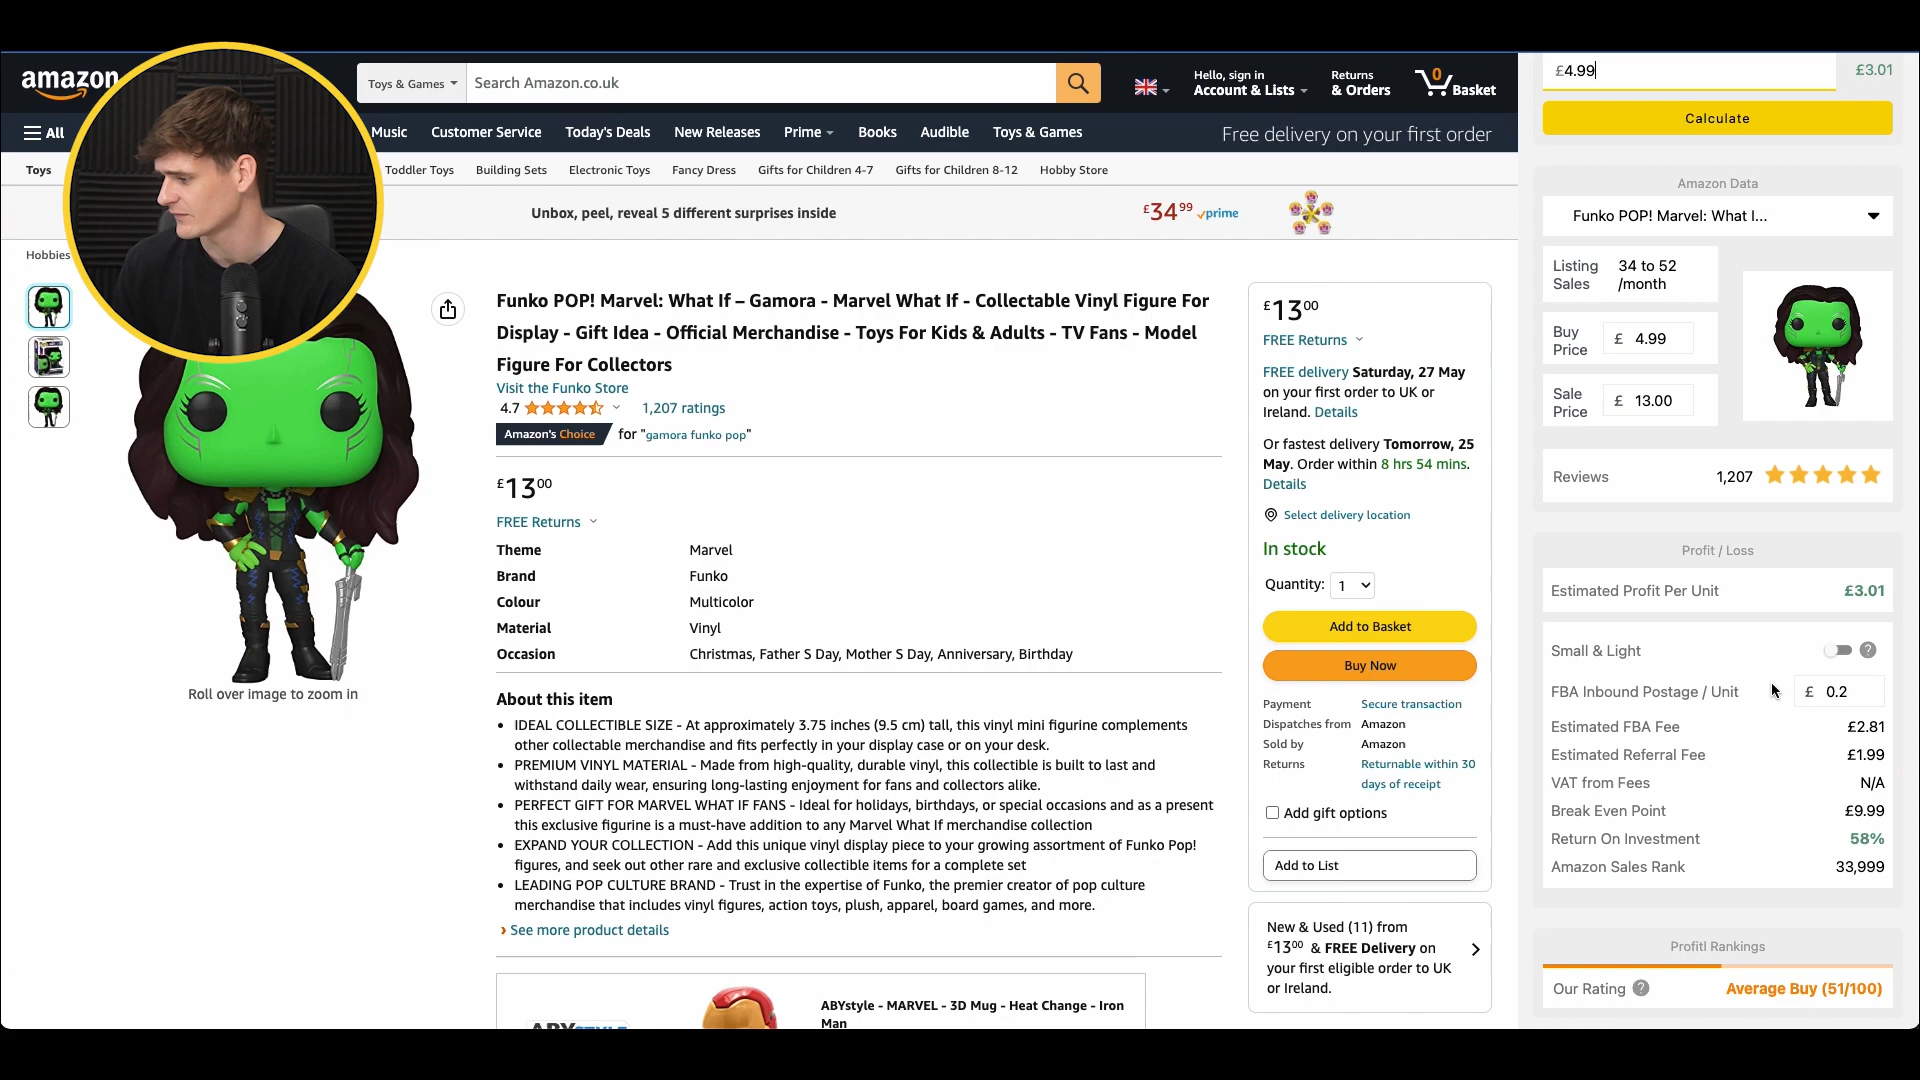 amazon
Toys & Games
Search Amazon.co.uk
Hello, sign in
Account & Lists
Returns
& Orders
0
Basket
All
Music
Customer Service
Today's Deals
New Releases
Prime
Books
Audible
Toys & Games
Free delivery on your first order
Toys
Toddler Toys
Building Sets
Electronic Toys
Fancy Dress
Gifts for Children 4-7
Gifts for Children 8-12
Hobby Store
Unbox, peel, reveal 5 different surprises inside
£34.99 prime
Hobbies
Roll over image to zoom in
Funko POP! Marvel: What If – Gamora - Marvel What If - Collectable Vinyl Figure For
Display - Gift Idea - Official Merchandise - Toys For Kids & Adults - TV Fans - Model
Figure For Collectors
Visit the Funko Store
4.7
1,207 ratings
Amazon's Choice for "gamora funko pop"
£13.00
FREE Returns
Theme Marvel
Brand Funko
Colour Multicolor
Material Vinyl
Occasion Christmas, Father S Day, Mother S Day, Anniversary, Birthday
About this item
• IDEAL COLLECTIBLE SIZE - At approximately 3.75 inches (9.5 cm) tall, this vinyl mini figurine complements
other collectable merchandise and fits perfectly in your display case or on your desk.
• PREMIUM VINYL MATERIAL - Made from high-quality, durable vinyl, this collectible is built to last and
withstand daily wear, ensuring long-lasting enjoyment for fans and collectors alike.
• PERFECT GIFT FOR MARVEL WHAT IF FANS - Ideal for holidays, birthdays, or special occasions and as a present
this exclusive figurine is a must-have addition to any Marvel What If merchandise collection
• EXPAND YOUR COLLECTION - Add this unique vinyl display piece to your growing assortment of Funko Pop!
figures, and seek out other rare and exclusive collectible items for a complete set
• LEADING POP CULTURE BRAND - Trust in the expertise of Funko, the premier creator of pop culture
merchandise that includes vinyl figures, action toys, plush, apparel, board games, and more.
› See more product details
ABYstyle - MARVEL - 3D Mug - Heat Change - Iron
Man
£13.00
FREE Returns
FREE delivery Saturday, 27 May
on your first order to UK or
Ireland. Details
Or fastest delivery Tomorrow, 25
May. Order within 8 hrs 54 mins.
Details
Select delivery location
In stock
Quantity: 1
Add to Basket
Buy Now
Payment Secure transaction
Dispatches from Amazon
Sold by Amazon
Returns Returnable within 30
days of receipt
Add gift options
Add to List
New & Used (11) from
£13.00 & FREE Delivery on
your first eligible order to UK
or Ireland.
£4.99
£3.01
Calculate
Amazon Data
Funko POP! Marvel: What I...
Listing
Sales
34 to 52
/month
Buy
Price
£ 4.99
Sale
Price
£ 13.00
Reviews 1,207
Profit / Loss
Estimated Profit Per Unit £3.01
Small & Light ?
FBA Inbound Postage / Unit £ 0.2
Estimated FBA Fee £2.81
Estimated Referral Fee £1.99
VAT from Fees N/A
Break Even Point £9.99
Return On Investment 58%
Amazon Sales Rank 33,999
Profitl Rankings
Our Rating ? Average Buy (51/100)